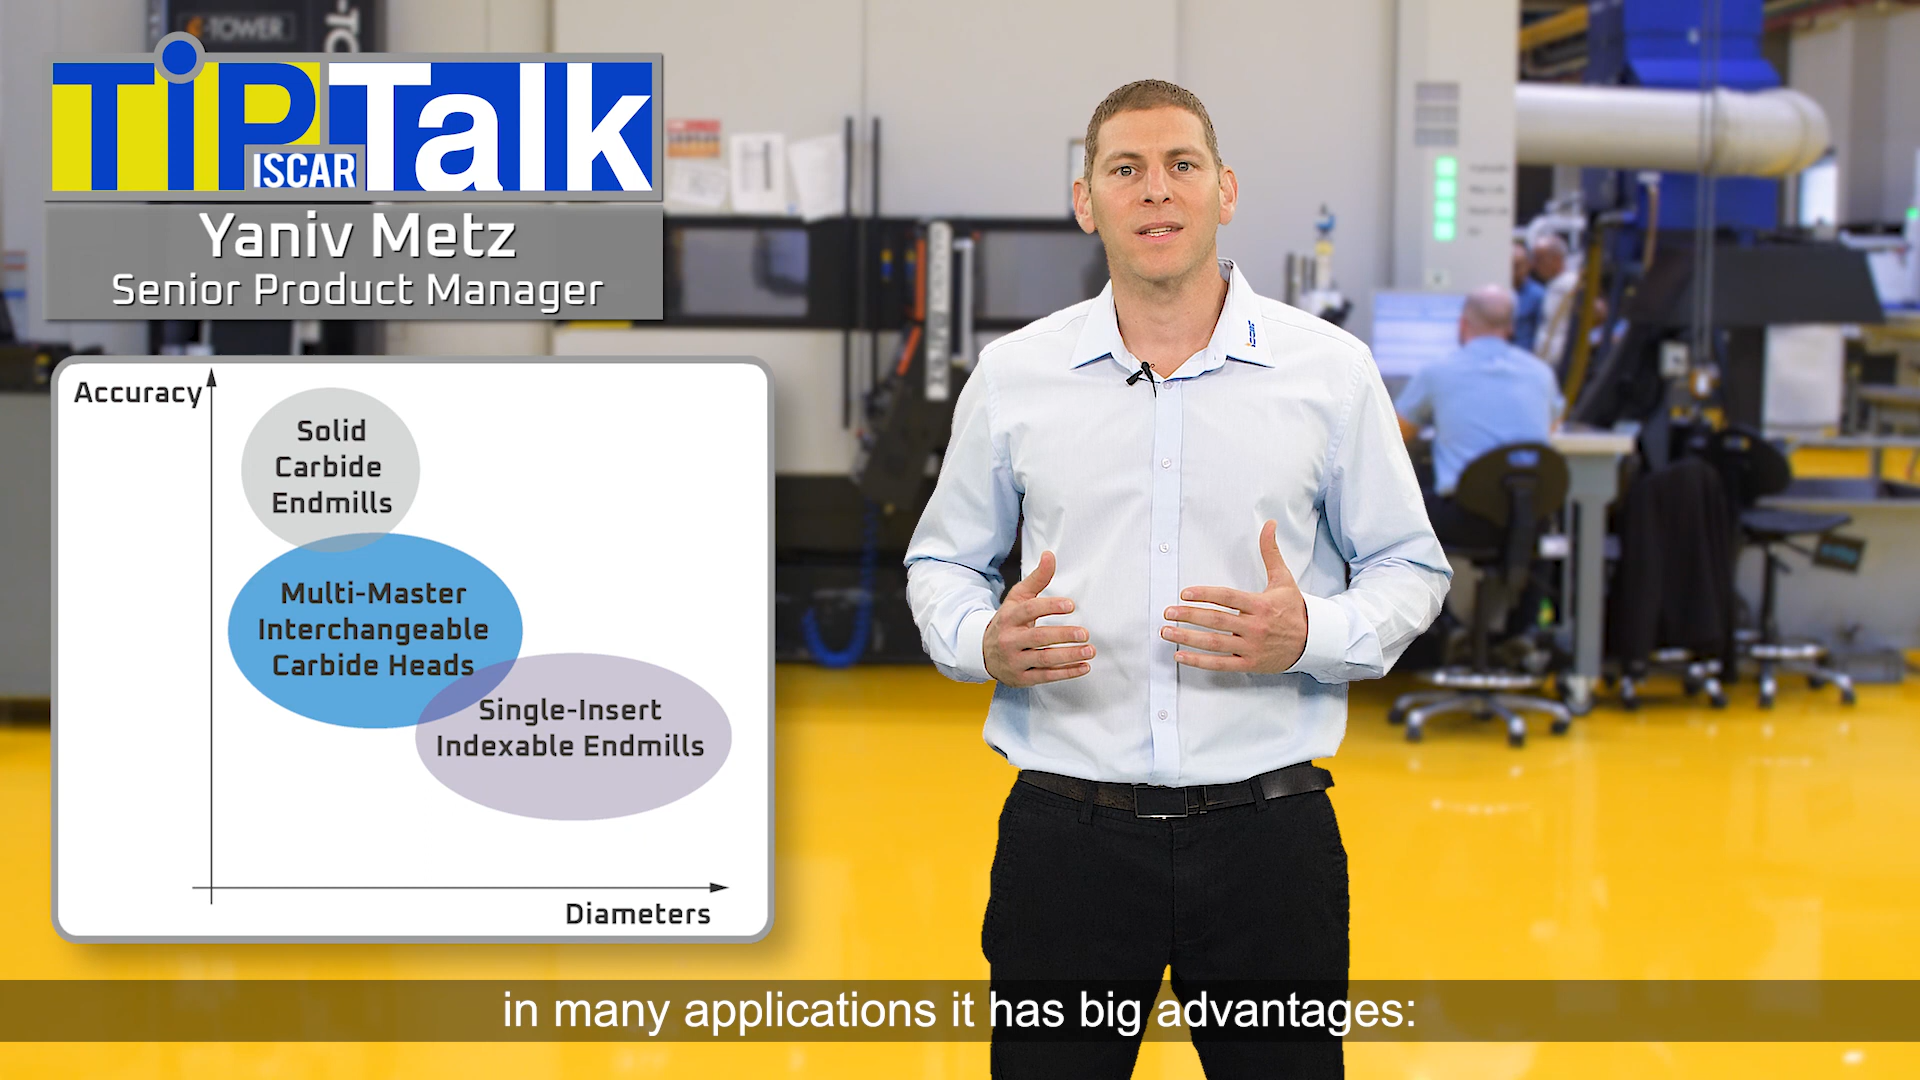 -TOWER
TiP Talk
ISCAR
Yaniv Metz
Senior Product Manager
Accuracy
Solid
Carbide
Endmills
Multi-Master
Interchangeable
Carbide Heads
Single-Insert
Indexable Endmills
Diameters
in many applications it has big advantages: